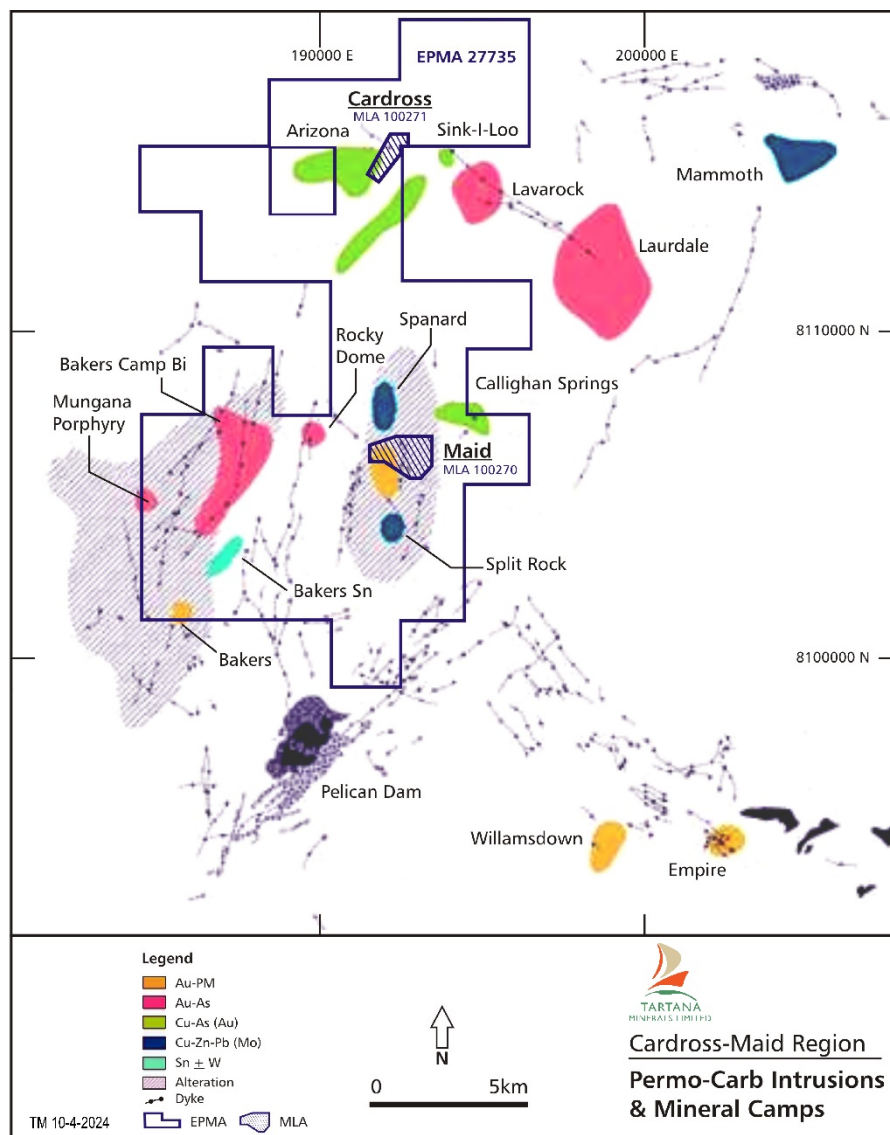 190000 E
200000 E
EPMA 27735
Cardross
MLA 100271
Arizona
Sink-I-Loo
Lavarock
Mammoth
Laurdale
8110000 N
Spanard
Rocky
Dome
Bakers Camp Bi
Callighan Springs
Mungana
Porphyry
Maid
MLA 100270
Split Rock
Bakers Sn
Bakers
8100000 N
Pelican Dam
Willamsdown
Empire
Legend
Au-PM
Au-As
Cu-As (Au)
Cu-Zn-Pb (Mo)
Sn ± W
Alteration
Dyke
EPMA
MLA
TM 10-4-2024
N
0 5km
TARTANA
MINERALS LIMITED
Cardross-Maid Region
Permo-Carb Intrusions
& Mineral Camps